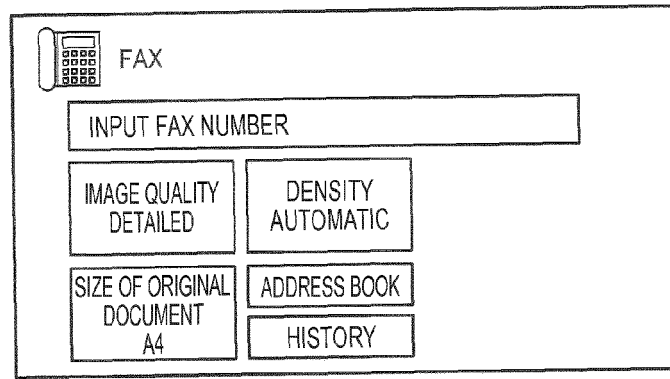 FAX
INPUT FAX NUMBER
IMAGE QUALITY
DETAILED
DENSITY
AUTOMATIC
SIZE OF ORIGINAL
DOCUMENT
A4
ADDRESS BOOK
HISTORY